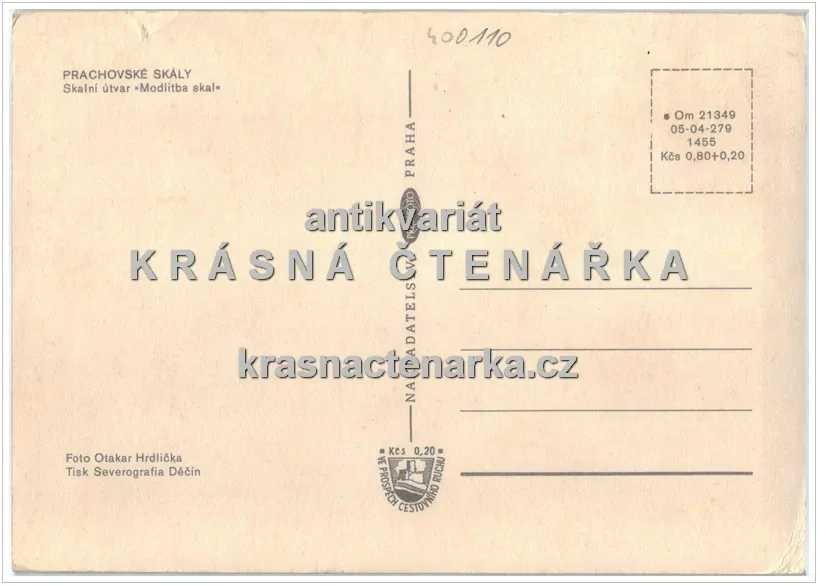 400110
PRACHOVSKÉ SKÁLY
Skalní útvar »Modlitba skal«
● Om 21349
05-04-279
1455
Kčs 0,80+0,20
antikvariát
KRÁSNÁ ČTENÁŘKA
krasnactenarka.cz
NAKLADATELSTVÍ PRAHA
Foto Otakar Hrdlička
Tisk Severografia Děčín
● Kčs 0,20 ●
VE PROSPĚCH CESTOVNÍHO RUCHU